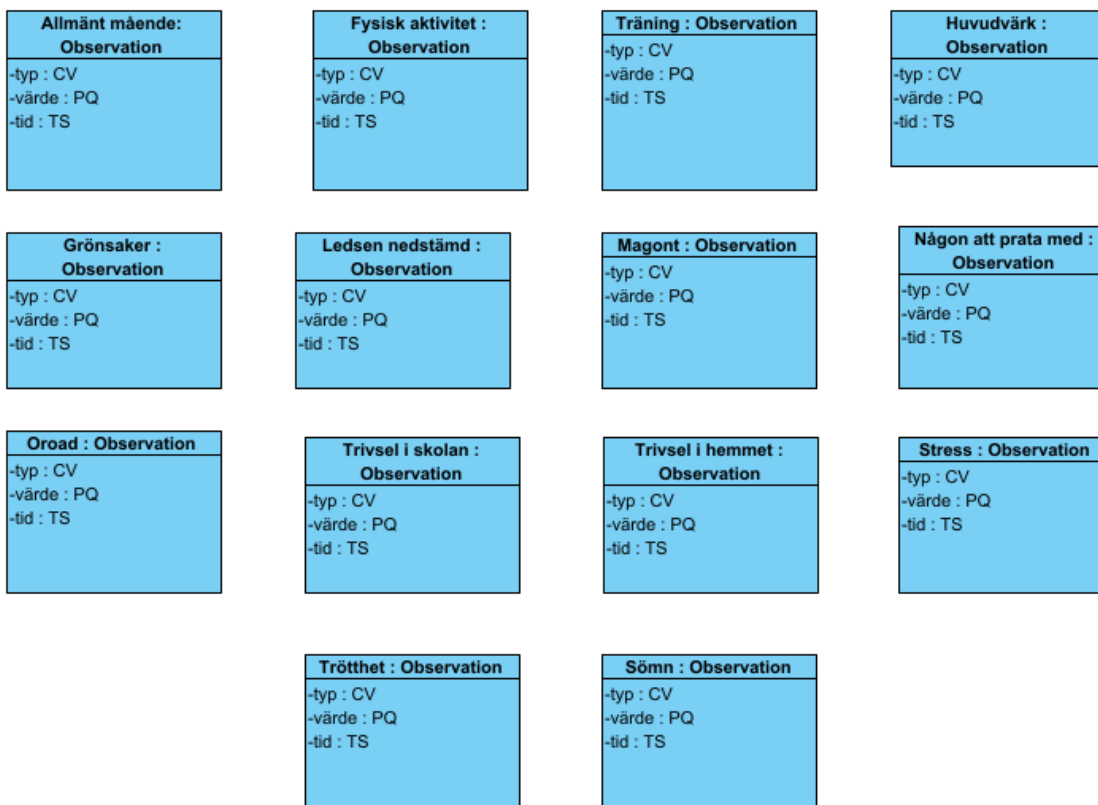 Allmänt mående:
Observation
-typ : CV
-värde : PQ
-tid : TS
Fysisk aktivitet :
Observation
-typ : CV
-värde : PQ
-tid : TS
Träning : Observation
-typ : CV
-värde : PQ
-tid : TS
Huvudvärk :
Observation
-typ : CV
-värde : PQ
-tid : TS
Grönsaker :
Observation
-typ : CV
-värde : PQ
-tid : TS
Ledsen nedstämd :
Observation
-typ : CV
-värde : PQ
-tid : TS
Magont : Observation
-typ : CV
-värde : PQ
-tid : TS
Någon att prata med :
Observation
-typ : CV
-värde : PQ
-tid : TS
Oroad : Observation
-typ : CV
-värde : PQ
-tid : TS
Trivsel i skolan :
Observation
-typ : CV
-värde : PQ
-tid : TS
Trivsel i hemmet :
Observation
-typ : CV
-värde : PQ
-tid : TS
Stress : Observation
-typ : CV
-värde : PQ
-tid : TS
Trötthet : Observation
-typ : CV
-värde : PQ
-tid : TS
Sömn : Observation
-typ : CV
-värde : PQ
-tid : TS